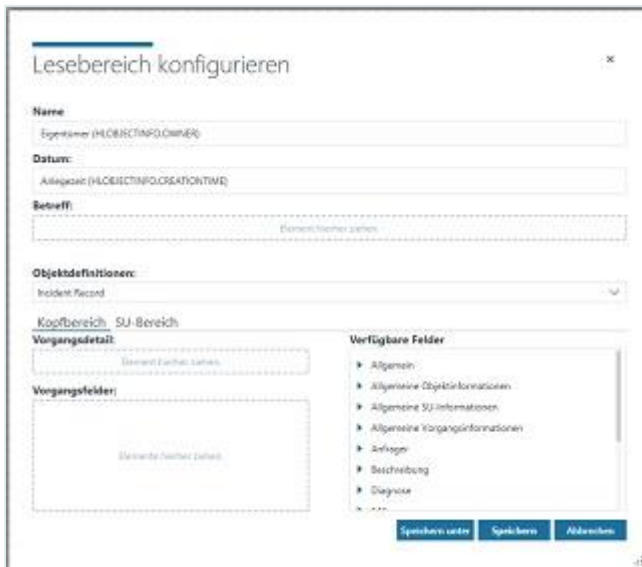 Lesebereich konfigurieren
×
Name
Eigentümer (HLOBJECTINFO.OWNER)
Datum:
Anlegezeit (HLOBJECTINFO.CREATIONTIME)
Betreff:
Element hierher ziehen.
Objektdefinitionen:
Incident Record
Kopfbereich SU-Bereich
Vorgangsdetail:
Element hierher ziehen.
Vorgangsfelder:
Elemente hierher ziehen.
Verfügbare Felder
Allgemein
Allgemeine Objektinformationen
Allgemeine SU-Informationen
Allgemeine Vorgangsinformationen
Anfrager
Beschreibung
Diagnose
Speichern unter Speichern Abbrechen